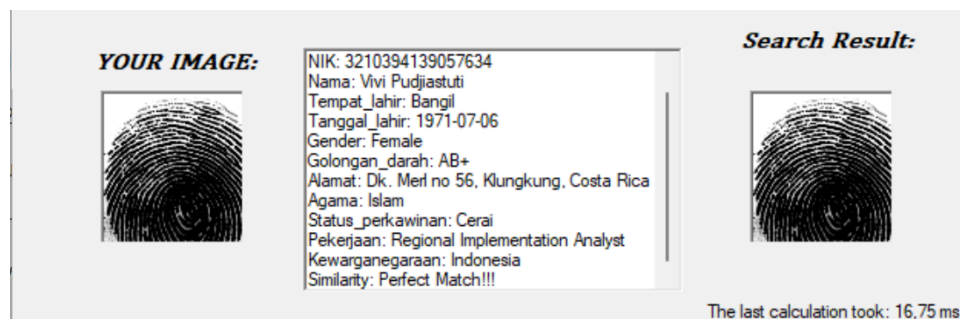 YOUR IMAGE:
NIK: 3210394139057634
Nama: Vivi Pudjiastuti
Tempat_lahir: Bangil
Tanggal_lahir: 1971-07-06
Gender: Female
Golongan_darah: AB+
Alamat: Dk. Merl no 56, Klungkung, Costa Rica
Agama: Islam
Status_perkawinan: Cerai
Pekerjaan: Regional Implementation Analyst
Kewarganegaraan: Indonesia
Similarity: Perfect Match!!!
Search Result:
The last calculation took: 16,75 ms